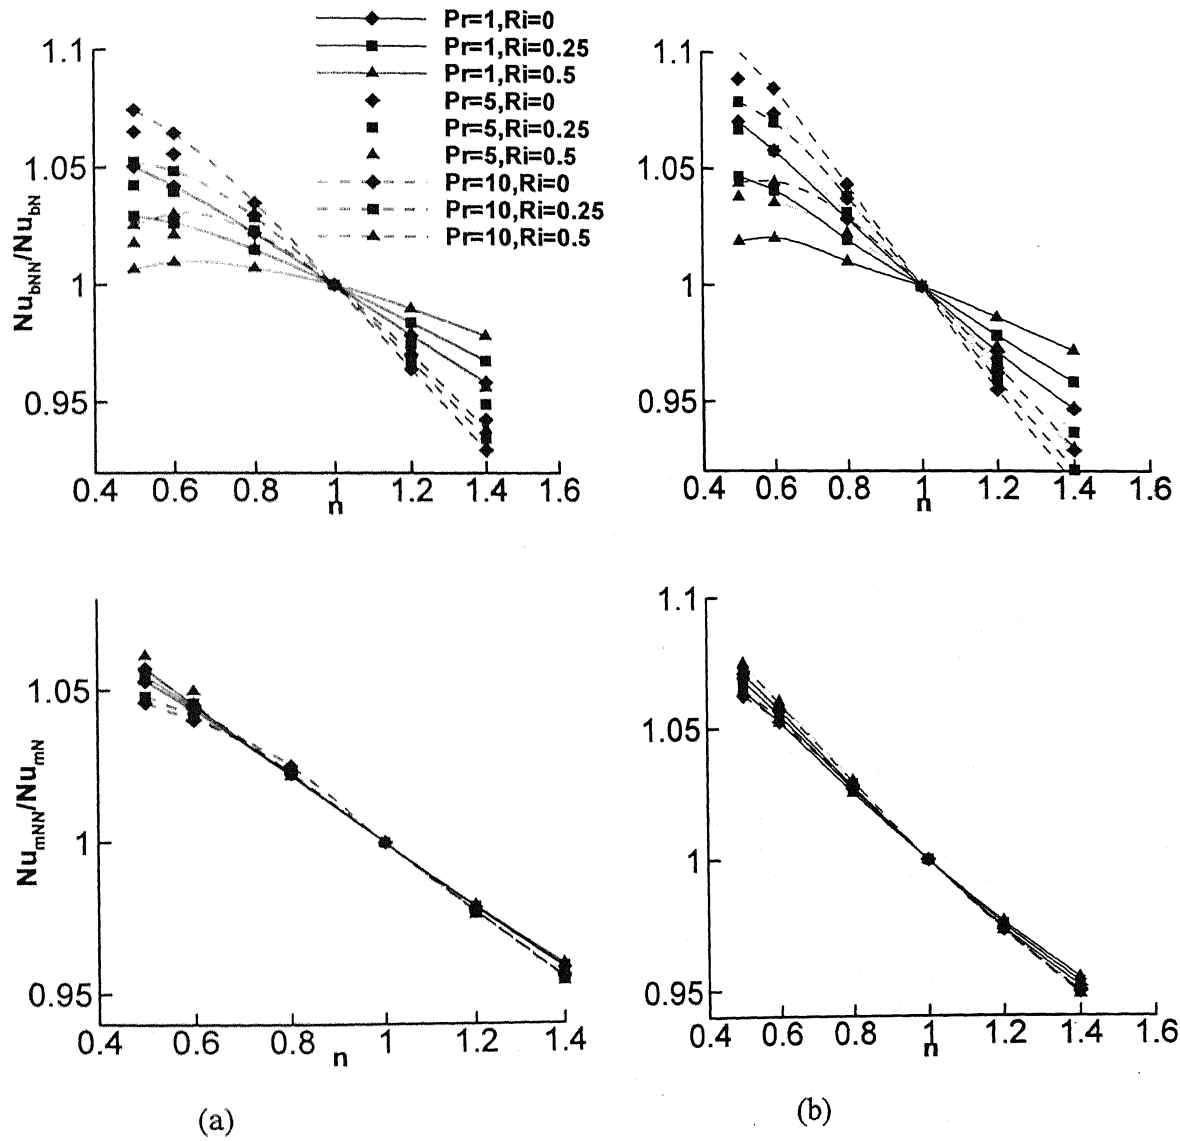 Pr=1,Ri=0
Pr=1,Ri=0.25
Pr=1,Ri=0.5
Pr=5,Ri=0
Pr=5,Ri=0.25
Pr=5,Ri=0.5
Pr=10,Ri=0
Pr=10,Ri=0.25
Pr=10,Ri=0.5
1.1
1.05
1
0.95
Nu_bNN/Nu_bN
0.4 0.6 0.8 1 1.2 1.4 1.6
n
1.1
1.05
1
0.95
0.4 0.6 0.8 1 1.2 1.4 1.6
n
1.05
1
0.95
Nu_mNN/Nu_mN
0.4 0.6 0.8 1 1.2 1.4
n
1.1
1.05
1
0.95
0.4 0.6 0.8 1 1.2 1.4 1.6
n
(a)
(b)